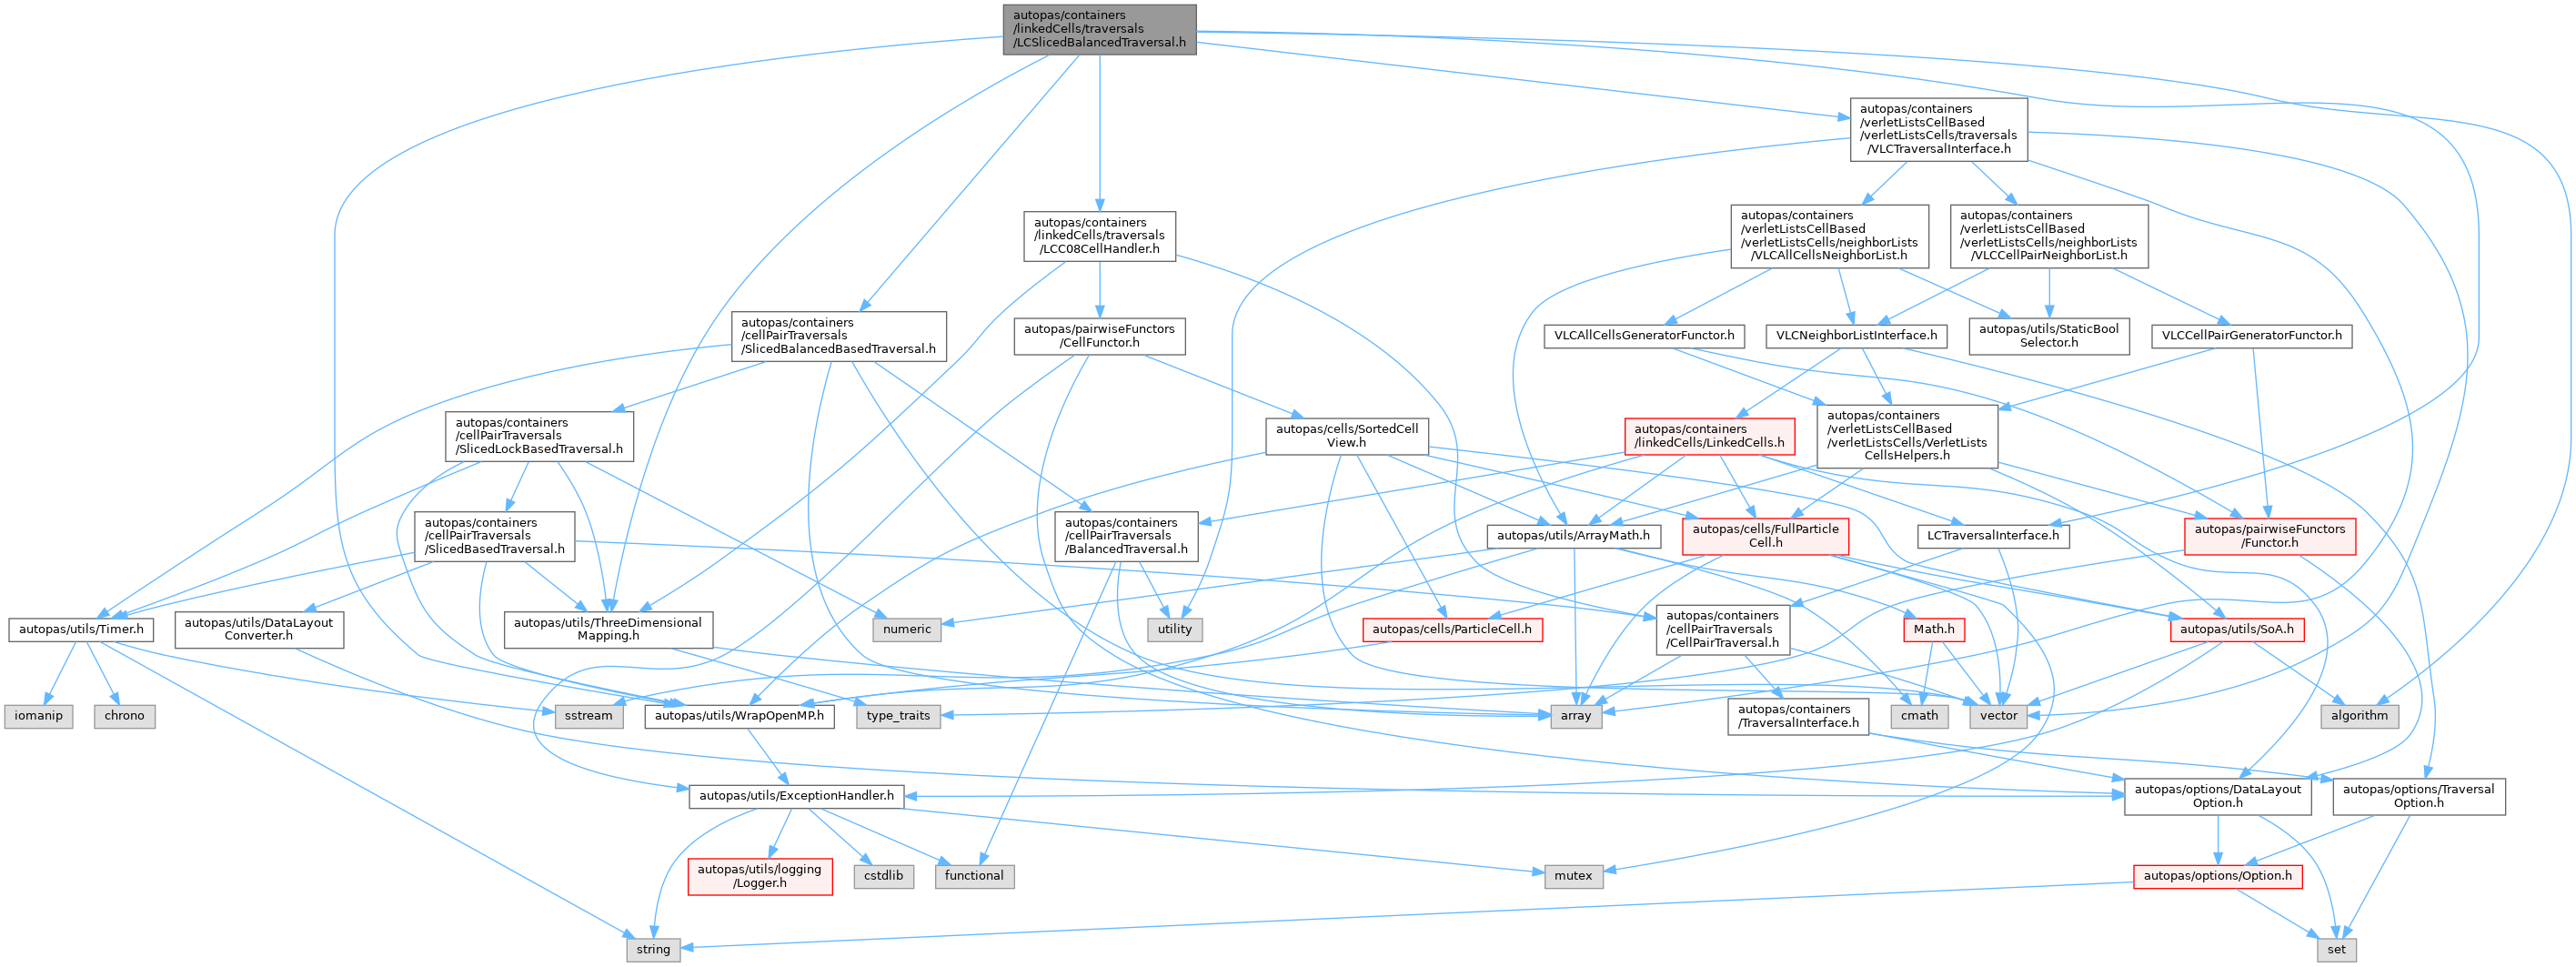 autopas/containers
/linkedCells/traversals
/LCSlicedBalancedTraversal.h
autopas/containers
/verletListsCellBased
/verletListsCells/traversals
/VLCTraversalInterface.h
autopas/containers
/linkedCells/traversals
/LCC08CellHandler.h
autopas/containers
/verletListsCellBased
/verletListsCells/neighborLists
/VLCAllCellsNeighborList.h
autopas/containers
/verletListsCellBased
/verletListsCells/neighborLists
/VLCCellPairNeighborList.h
autopas/containers
/cellPairTraversals
/SlicedBalancedBasedTraversal.h
autopas/pairwiseFunctors
/CellFunctor.h
VLCAllCellsGeneratorFunctor.h
VLCNeighborListInterface.h
autopas/utils/StaticBool
Selector.h
VLCCellPairGeneratorFunctor.h
autopas/containers
/cellPairTraversals
/SlicedLockBasedTraversal.h
autopas/cells/SortedCell
View.h
autopas/containers
/linkedCells/LinkedCells.h
autopas/containers
/verletListsCellBased
/verletListsCells/VerletLists
CellsHelpers.h
autopas/containers
/cellPairTraversals
/SlicedBasedTraversal.h
autopas/containers
/cellPairTraversals
/BalancedTraversal.h
autopas/utils/ArrayMath.h
autopas/cells/FullParticle
Cell.h
LCTraversalInterface.h
autopas/pairwiseFunctors
/Functor.h
autopas/utils/Timer.h
autopas/utils/DataLayout
Converter.h
autopas/utils/ThreeDimensional
Mapping.h
numeric
utility
autopas/cells/ParticleCell.h
autopas/containers
/cellPairTraversals
/CellPairTraversal.h
Math.h
autopas/utils/SoA.h
iomanip
chrono
sstream
autopas/utils/WrapOpenMP.h
type_traits
array
autopas/containers
/TraversalInterface.h
cmath
vector
algorithm
autopas/utils/ExceptionHandler.h
autopas/options/DataLayout
Option.h
autopas/options/Traversal
Option.h
autopas/utils/logging
/Logger.h
cstdlib
functional
mutex
autopas/options/Option.h
string
set